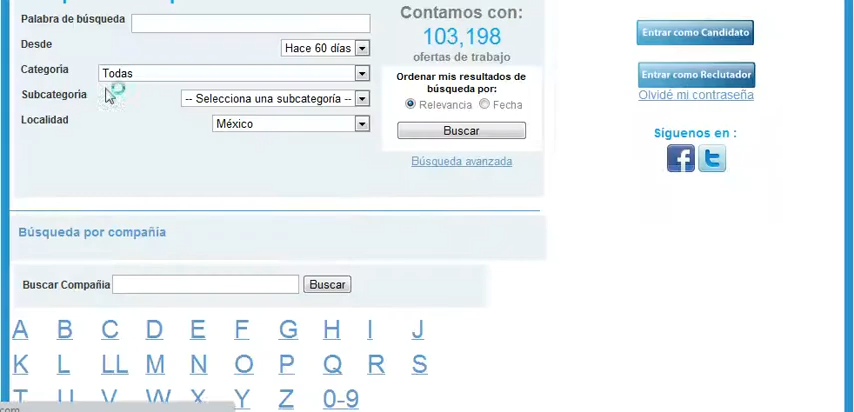 Palabra de búsqueda
Desde
Hace 60 días
Categoría
Todas
Subcategoría
-- Selecciona una subcategoría --
Localidad
México
Contamos con:
103,198
ofertas de trabajo
Ordenar mis resultados de
búsqueda por:
Relevancia
Fecha
Buscar
Búsqueda avanzada
Entrar como Candidato
Entrar como Reclutador
Olvidé mi contraseña
Siguenos en :
Búsqueda por compañía
Buscar Compañia
Buscar
A B C D E F G H I J
K L LL M N O P Q R S
T U V W X Y Z 0-9